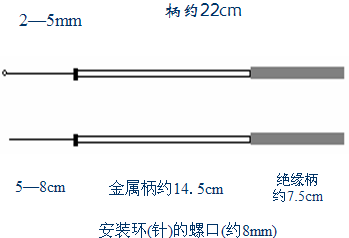 柄约22cm
2—5mm
5—8cm
金属柄约14.5cm
绝缘柄
约7.5cm
安装环(针)的螺口(约8mm)